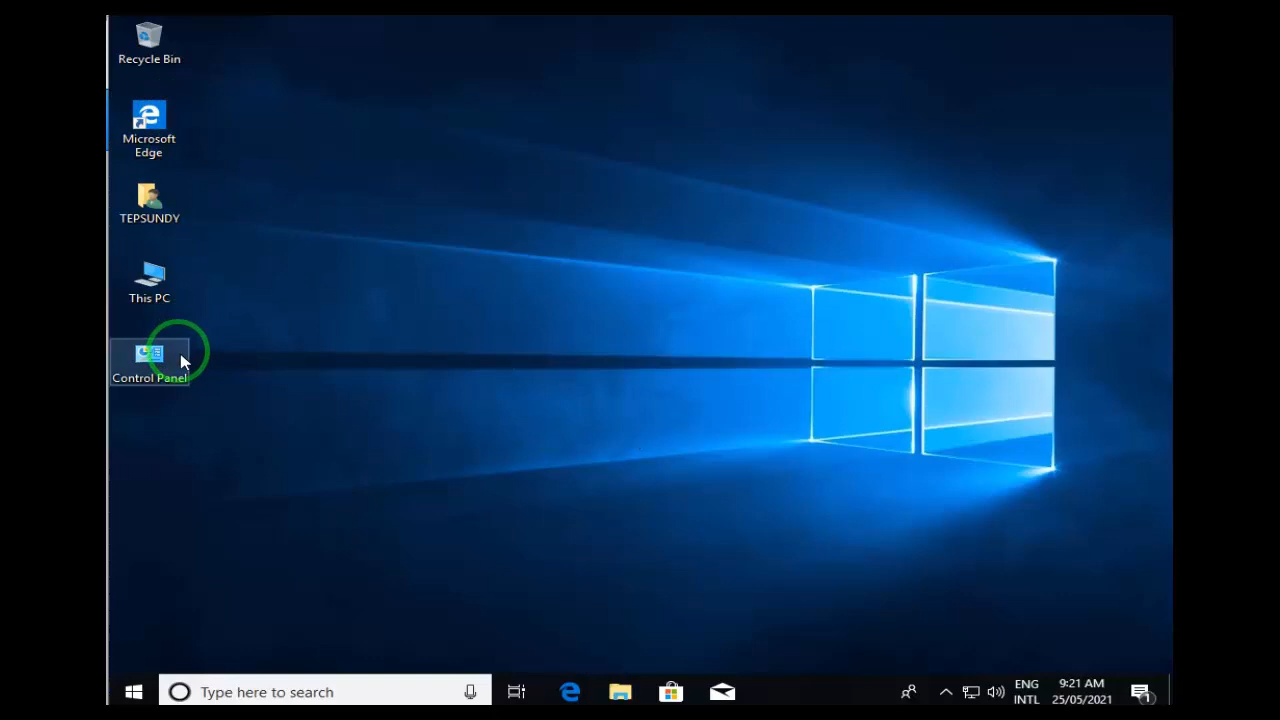 Recycle Bin
Microsoft
Edge
TEPSUNDY
This PC
Control Panel
Type here to search
ENG
INTL
9:21 AM
25/05/2021
1